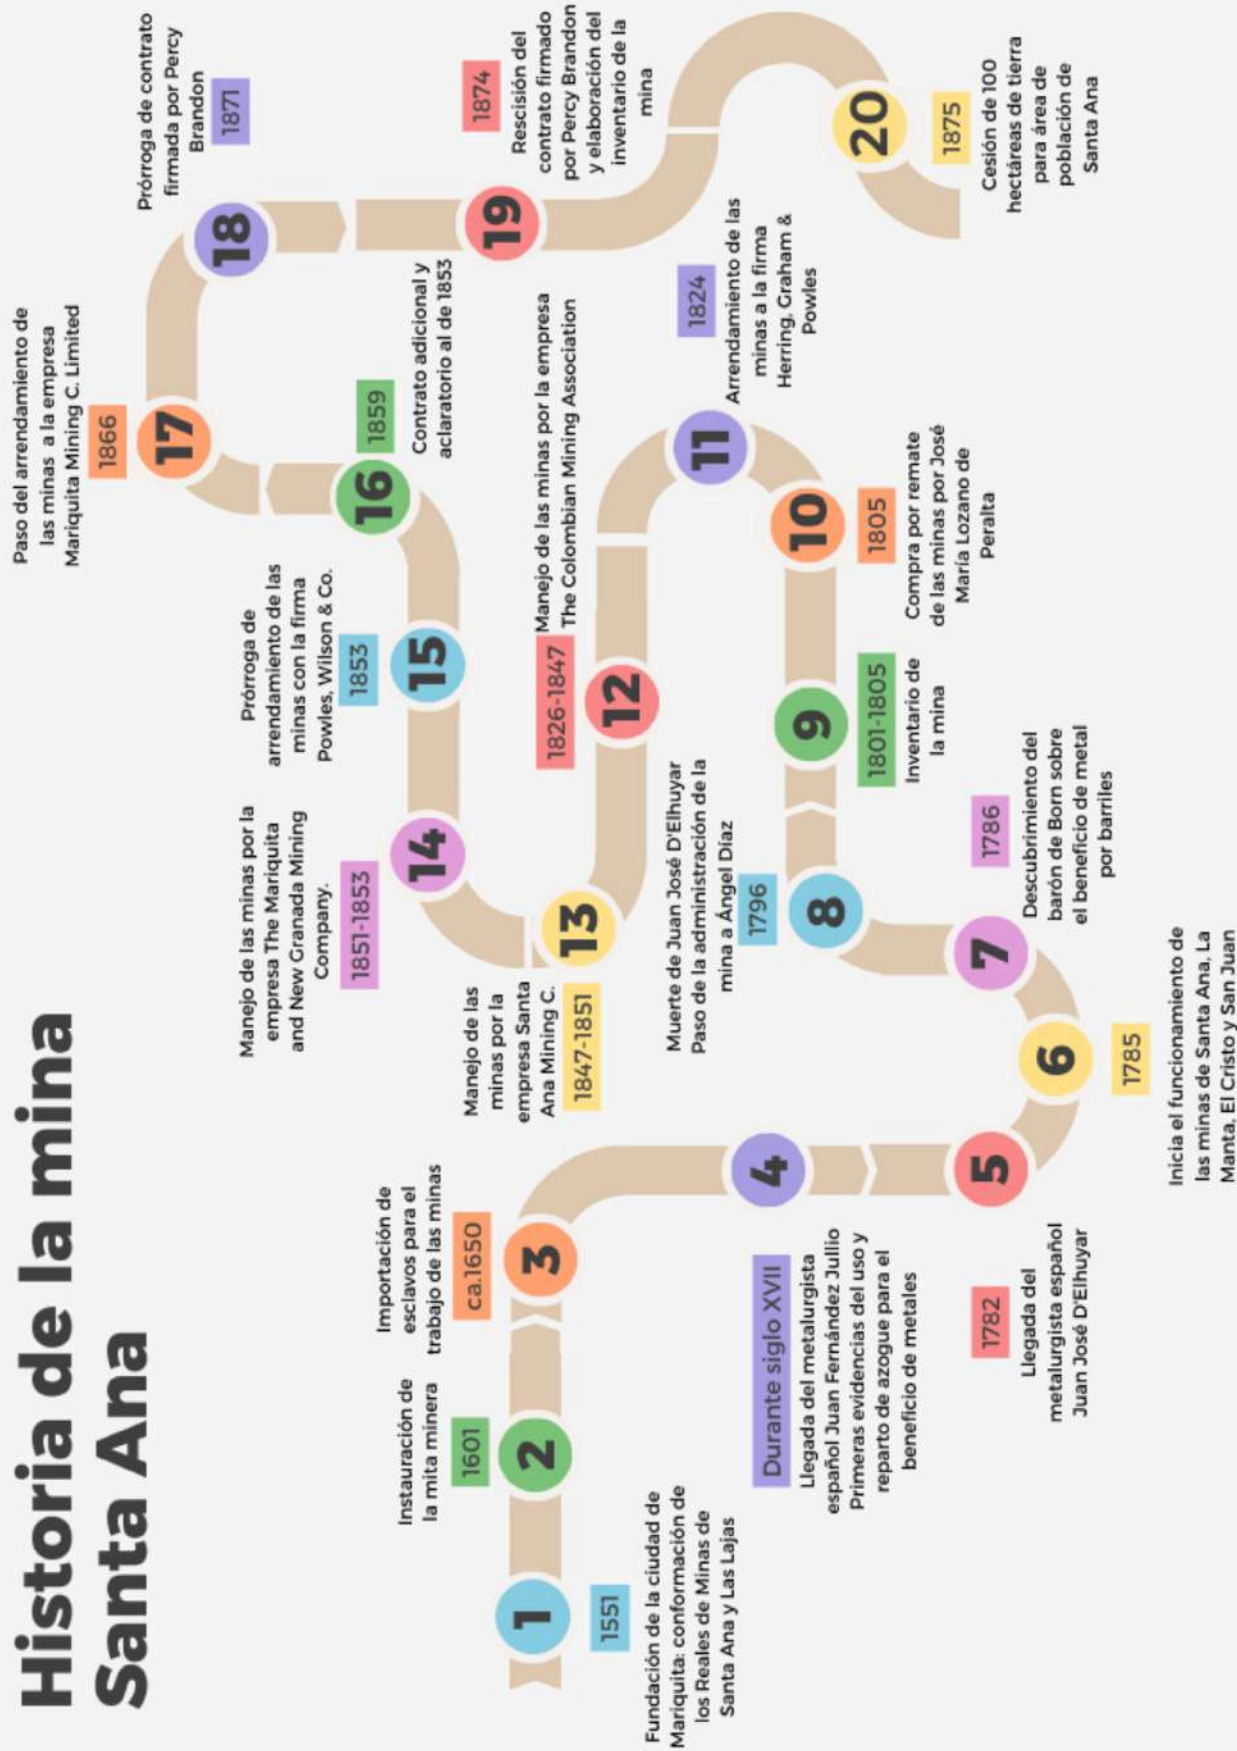 Historia de la mina
Santa Ana
1
1551
Fundación de la ciudad de
Mariquita: conformación de
los Reales de Minas de
Santa Ana y Las Lajas
Instauración de
la mita minera
1601
2
Importación de
esclavos para el
trabajo de las minas
ca.1650
3
4
Durante siglo XVII
Llegada del metalurgista
español Juan Fernández Jullio
Primeras evidencias del uso y
reparto de azogue para el
beneficio de metales
5
1782
Llegada del
metalurgista español
Juan José D'Elhuyar
6
1785
Inicia el funcionamiento de
las minas de Santa Ana, La
Manta, El Cristo y San Juan
7
1786
Descubrimiento del
barón de Born sobre
el beneficio de metal
por barriles
Muerte de Juan José D'Elhuyar
Paso de la administración de la
mina a Ángel Díaz
1796
8
9
1801-1805
Inventario de
la mina
10
1805
Compra por remate
de las minas por José
María Lozano de
Peralta
11
1824
Arrendamiento de las
minas a la firma
Herring, Graham &
Powles
Manejo de las minas por la empresa
The Colombian Mining Association
1826-1847
12
Manejo de las
minas por la
empresa Santa
Ana Mining C.
1847-1851
13
Manejo de las minas por la
empresa The Mariquita
and New Granada Mining
Company.
1851-1853
14
Prórroga de
arrendamiento de las
minas con la firma
Powles, Wilson & Co.
1853
15
16
1859
Contrato adicional y
aclaratorio al de 1853
Paso del arrendamiento de
las minas a la empresa
Mariquita Mining C. Limited
1866
17
Prórroga de contrato
firmada por Percy
Brandon
1871
18
19
1874
Rescisión del
contrato firmado
por Percy Brandon
y elaboración del
inventario de la
mina
20
1875
Cesión de 100
hectáreas de tierra
para área de
población de
Santa Ana